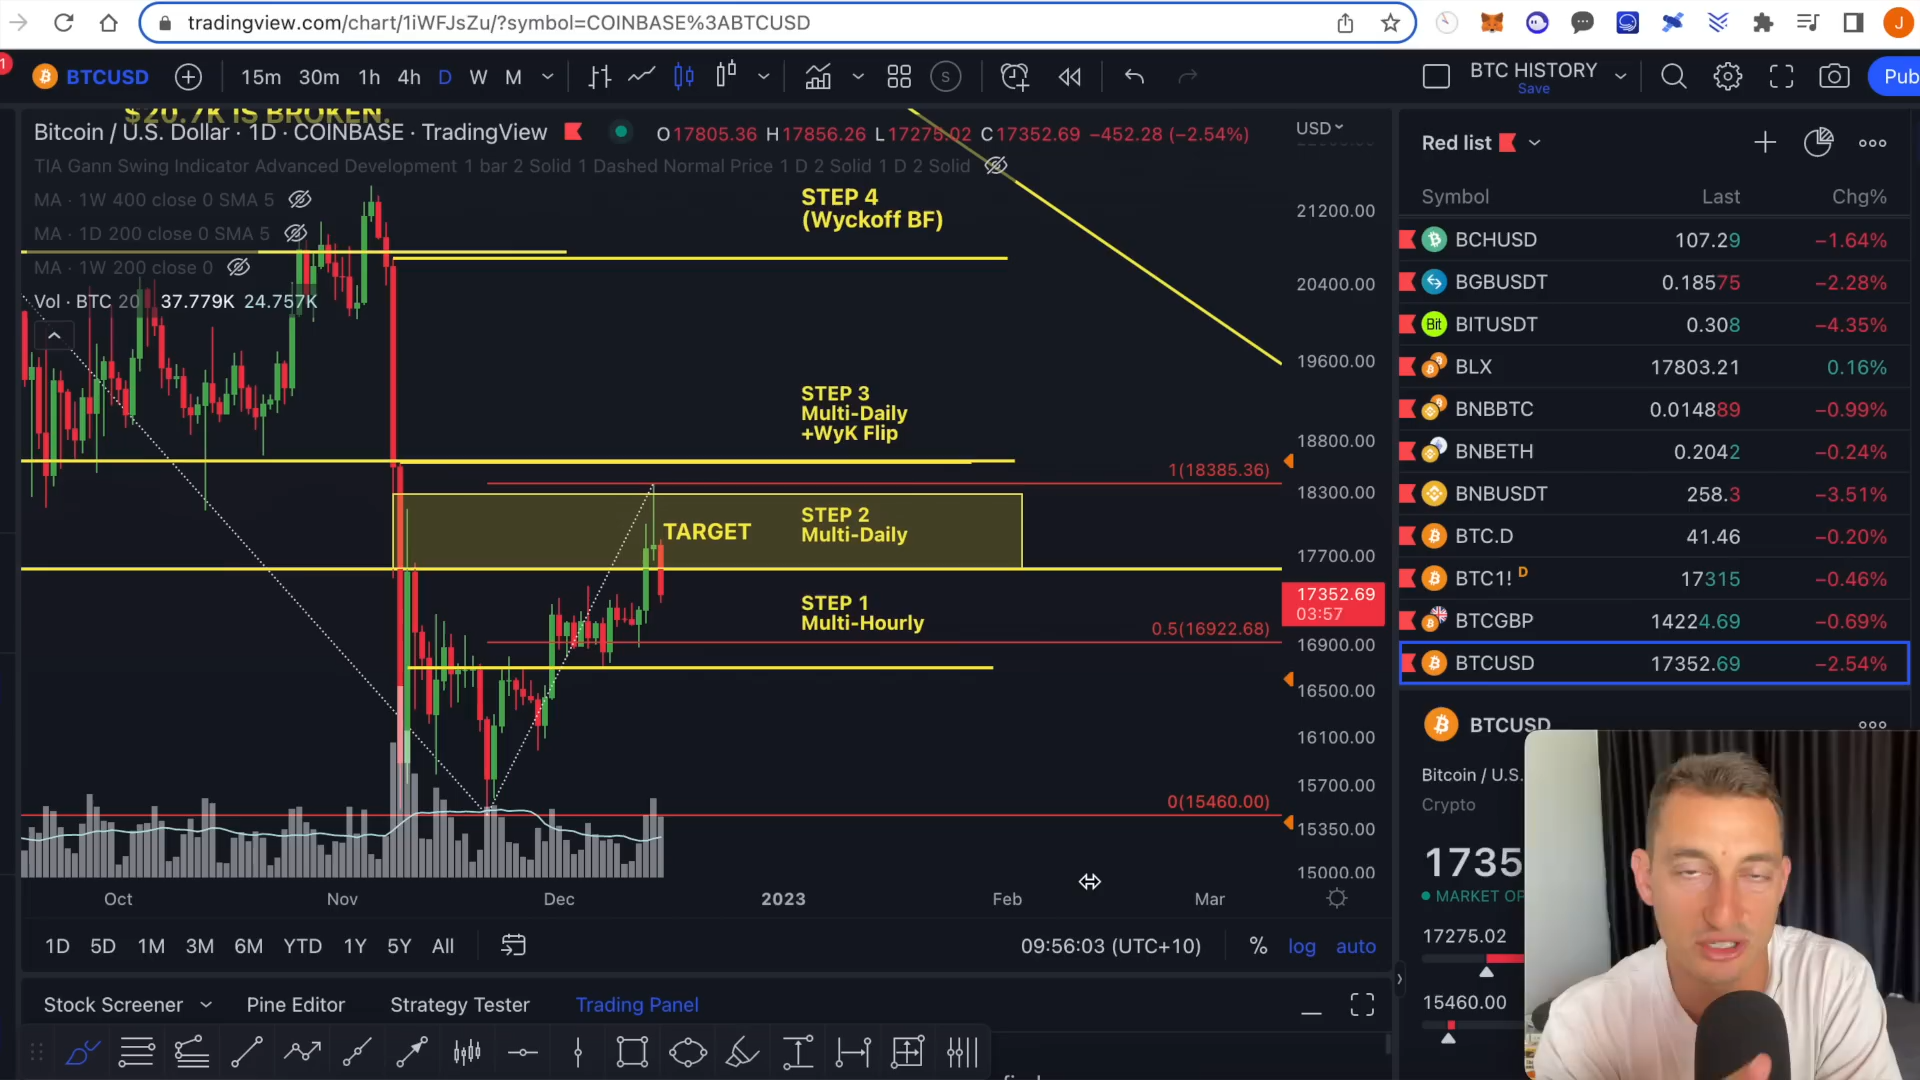 tradingview.com/chart/1iWFJsZu/?symbol=COINBASE%3ABTCUSD
J
1
BTCUSD
15m 30m 1h 4h D W M
S
BTC HISTORY
Save
Pub
$20.7K IS BROKEN.
Bitcoin / U.S. Dollar · 1D · COINBASE · TradingView
O17805.36 H17856.26 L17275.02 C17352.69 −452.28 (−2.54%)
USD
TIA Gann Swing Indicator Advanced Development 1 bar 2 Solid 1 Dashed Normal Price 1 D 2 Solid 1 D 2 Solid
MA · 1W 400 close 0 SMA 5
MA · 1D 200 close 0 SMA 5
MA · 1W 200 close 0
Vol · BTC 20 37.779K 24.757K
STEP 4
(Wyckoff BF)
STEP 3
Multi-Daily
+WyK Flip
TARGET
STEP 2
Multi-Daily
STEP 1
Multi-Hourly
1(18385.36)
0.5(16922.68)
0(15460.00)
21200.00
20400.00
19600.00
18800.00
18300.00
17700.00
17352.69
03:57
16900.00
16500.00
16100.00
15700.00
15350.00
15000.00
Oct Nov Dec 2023 Feb Mar
1D 5D 1M 3M 6M YTD 1Y 5Y All
09:56:03 (UTC+10) % log auto
Stock Screener Pine Editor Strategy Tester Trading Panel
Red list
Symbol Last Chg%
BCHUSD 107.29 −1.64%
BGBUSDT 0.18575 −2.28%
Bit BITUSDT 0.308 −4.35%
BLX 17803.21 0.16%
BNBBTC 0.014889 −0.99%
BNBETH 0.2042 −0.24%
BNBUSDT 258.3 −3.51%
BTC.D 41.46 −0.20%
BTC1! D 17315 −0.46%
BTCGBP 14224.69 −0.69%
BTCUSD 17352.69 −2.54%
BTCUSD
Bitcoin / U.S.
Crypto
1735
MARKET OP
17275.02
15460.00